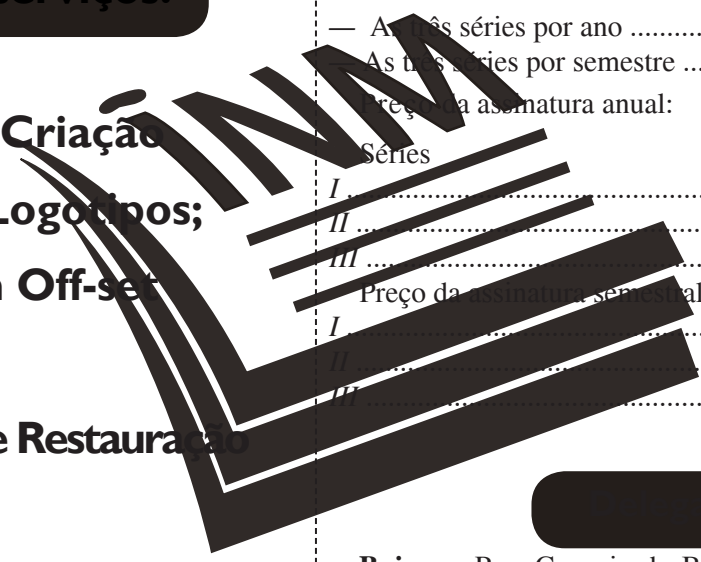 serviços:
Criação
Logotipos;
Off-set
e Restauração
INM
— As três séries por ano ..........
— As três séries por semestre ...
Preço da assinatura anual:
Séries
I ..........................................................
II ..........................................................
III ..........................................................
Preço da assinatura semestral
I ..........................................................
II ..........................................................
III ..........................................................